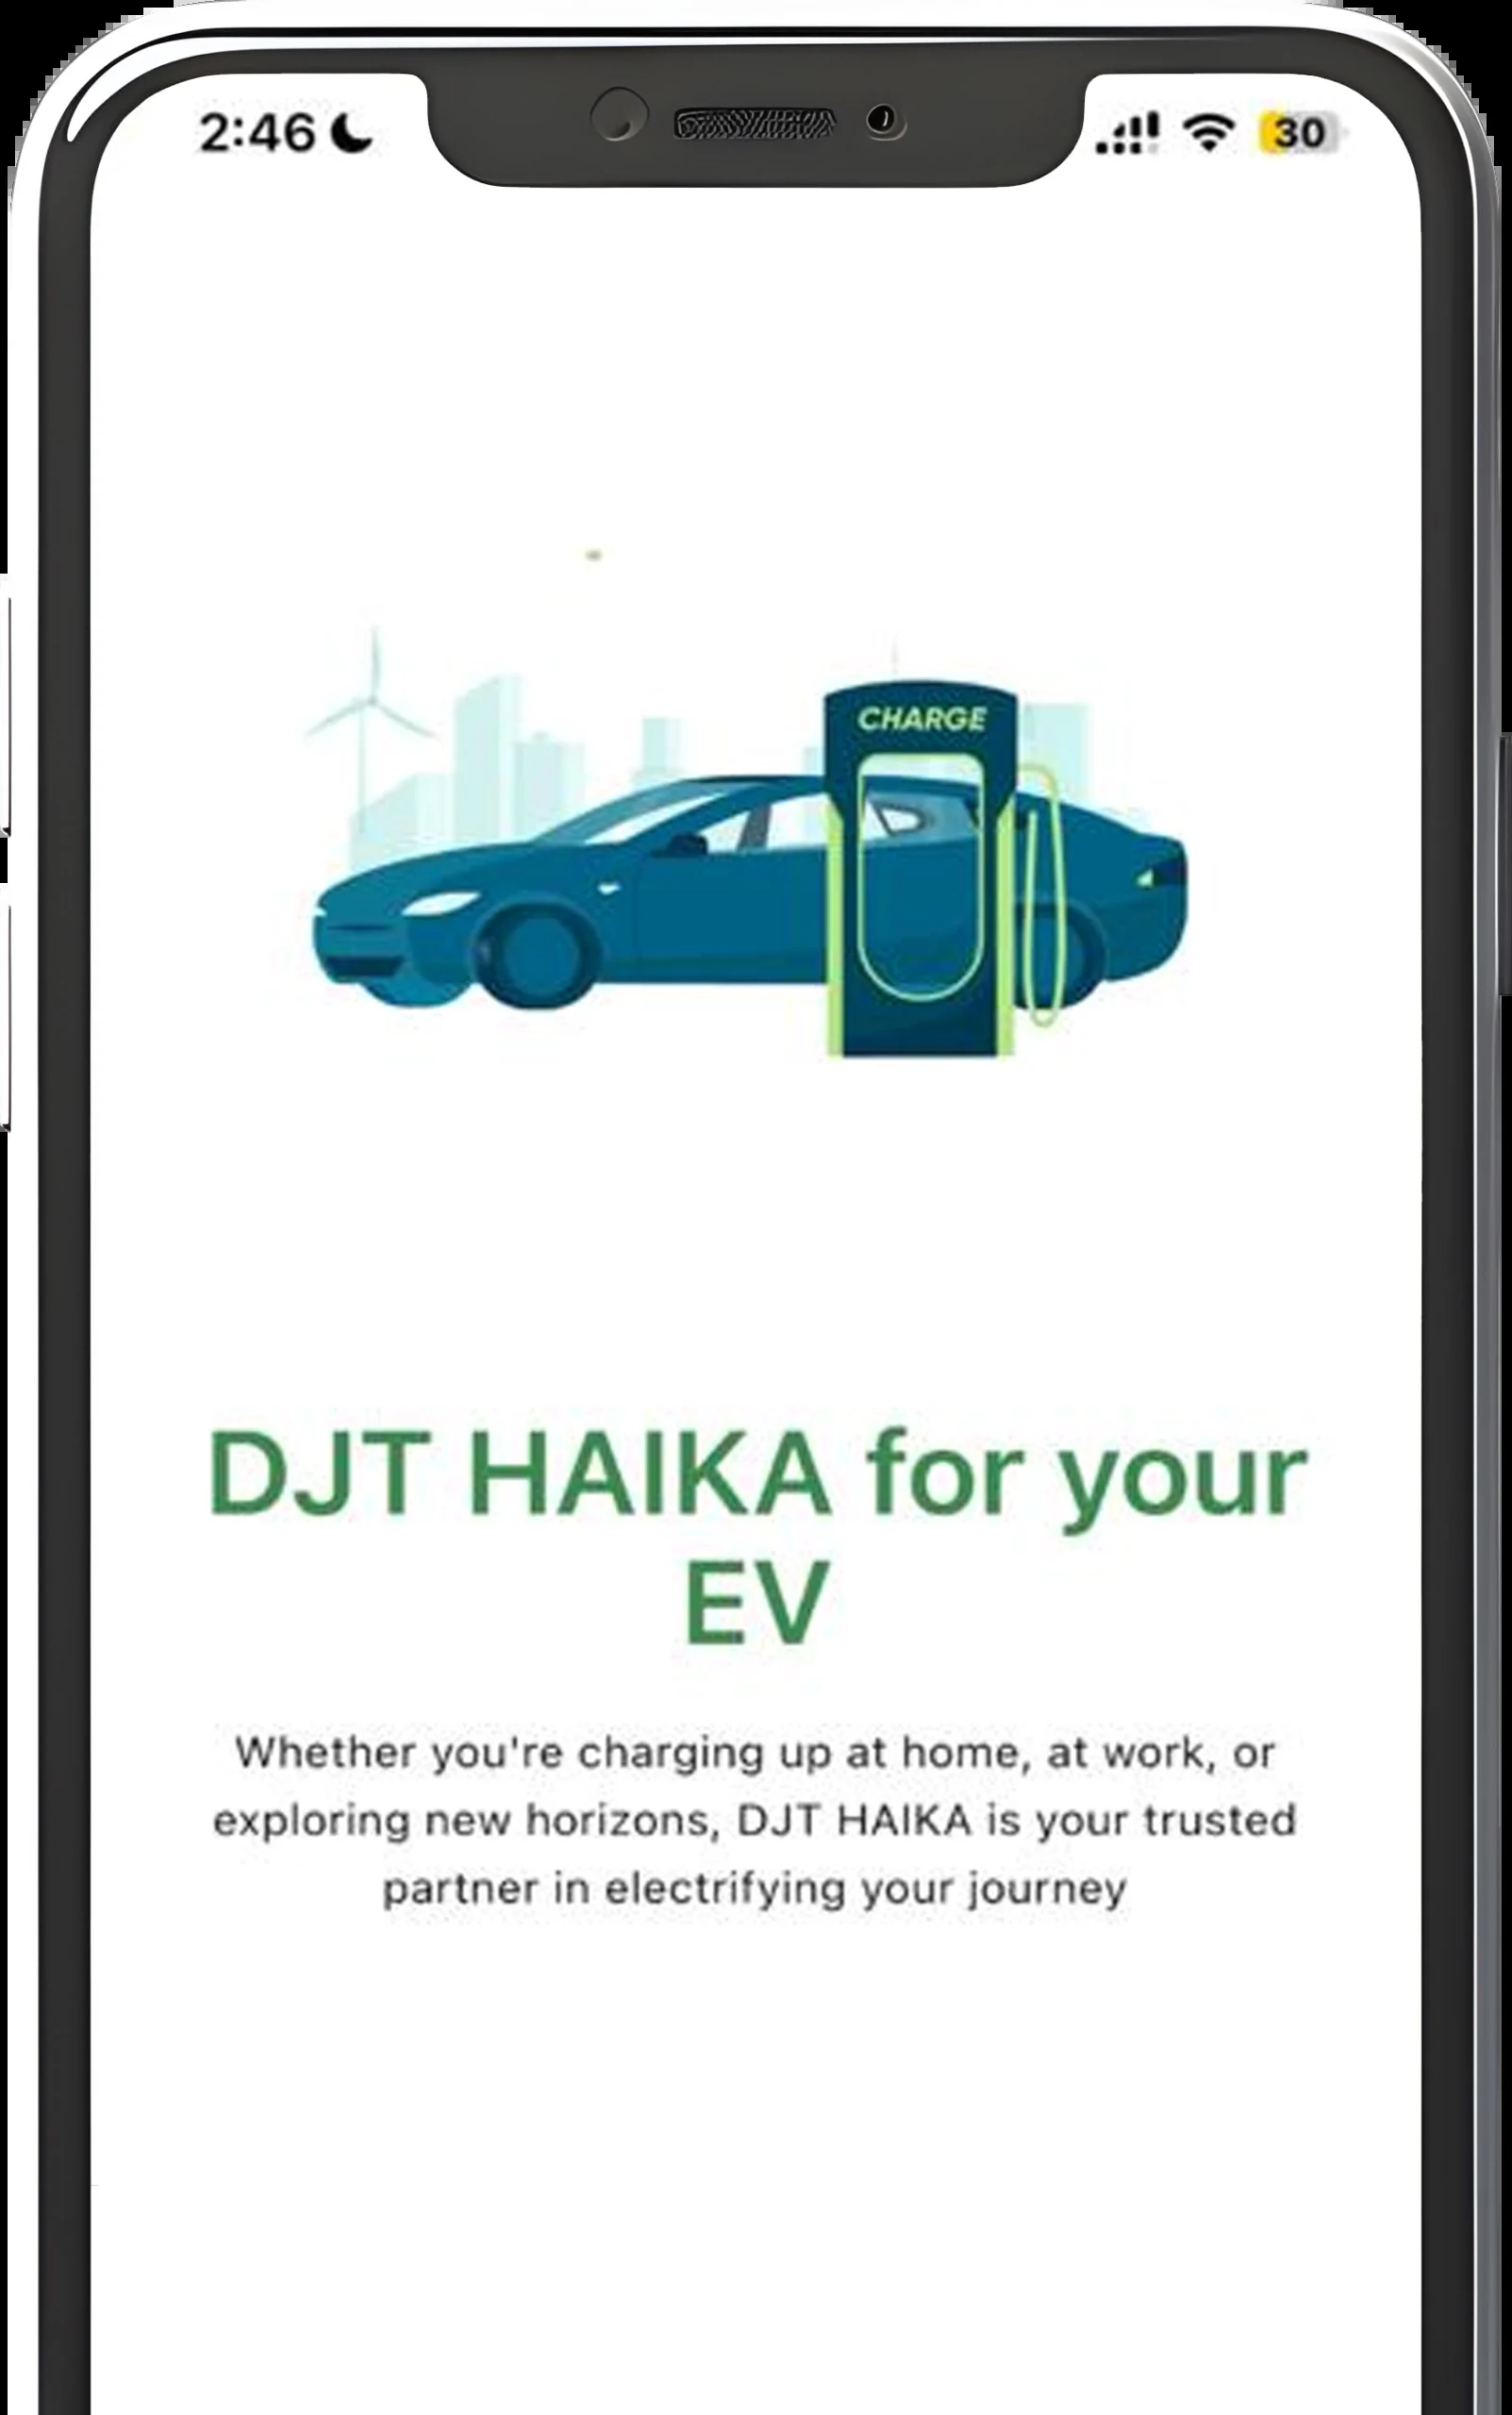 2:46
30
CHARGE
DJT HAIKA for your
EV
Whether you're charging up at home, at work, or
exploring new horizons, DJT HAIKA is your trusted
partner in electrifying your journey